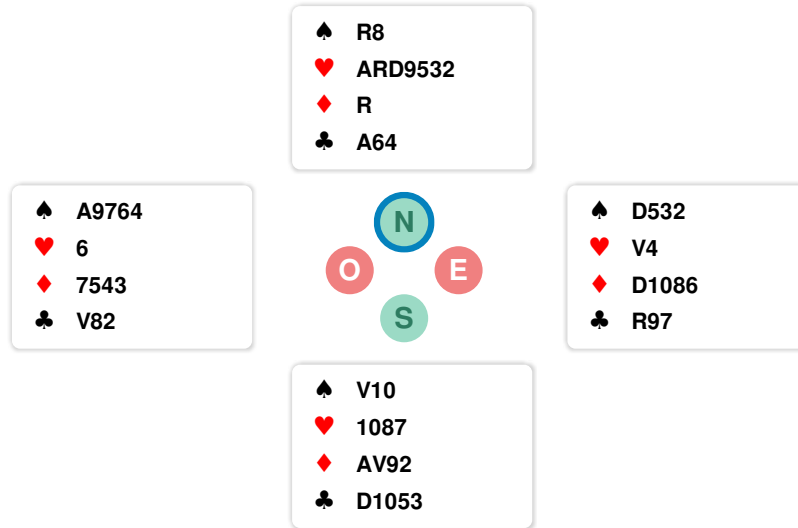 ♠ R8
♥ ARD9532
♦ R
♣ A64
♠ A9764
♥ 6
♦ 7543
♣ V82
N
O E
S
♠ D532
♥ V4
♦ D1086
♣ R97
♠ V10
♥ 1087
♦ AV92
♣ D1053